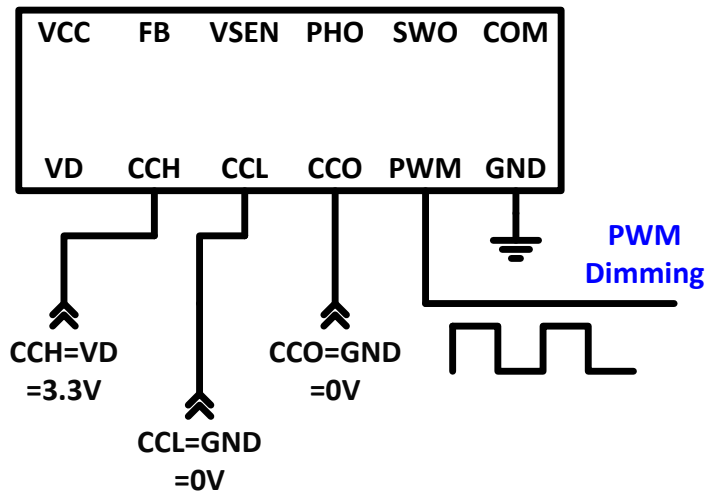 VCC FB VSEN PHO SWO COM
VD CCH CCL CCO PWM GND
PWM
Dimming
CCH=VD
=3.3V
CCO=GND
=0V
CCL=GND
=0V